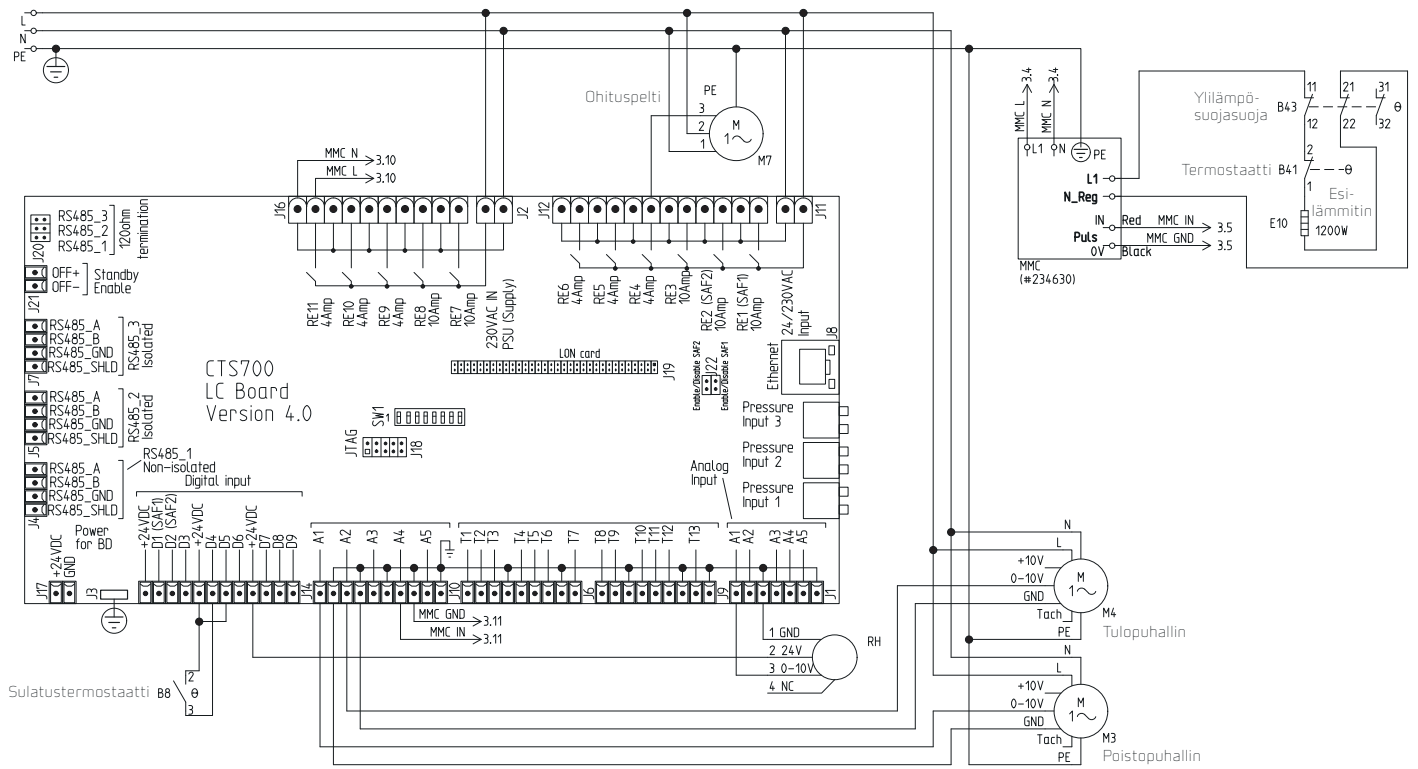 L
N
PE
Ohituspelti
PE
3
2
1
M
1~
M7
MMC N
3.10
MMC L
3.10
MMC L
3.4
MMC N
3.4
L1
N
PE
L1
N_Reg
IN
Puls
0V
Red
MMC IN
3.5
MMC GND
3.5
Black
MMC
(#234630)
Ylilämpö-
suojasuoja
B43
11
12
21
22
31
32
θ
Termostaatti
B41
2
1
θ
Esi-
lämmitin
E10
1200W
J16
J2
J12
J11
RE11
4Amp
RE10
4Amp
RE9
4Amp
RE8
10Amp
RE7
10Amp
230VAC IN
PSU (Supply)
RE6
4Amp
RE5
4Amp
RE4
4Amp
RE3
10Amp
RE2 (SAF2)
10Amp
RE1 (SAF1)
10Amp
24/230VAC
Input
J20
RS485_3
RS485_2
RS485_1
120ohm
termination
J21
OFF+
OFF-
Standby
Enable
RS485_A
RS485_B
RS485_GND
RS485_SHLD
J7
RS485_3
Isolated
RS485_A
RS485_B
RS485_GND
RS485_SHLD
J5
RS485_2
Isolated
RS485_A
RS485_B
RS485_GND
RS485_SHLD
J4
RS485_1
Non-isolated
CTS700
LC Board
Version 4.0
LON card
J19
Enable/Disable SAF2
J22
Enable/Disable SAF1
Ethernet
J8
SW1
1
JTAG
J18
Pressure
Input 3
Pressure
Input 2
Pressure
Input 1
Analog
Input
Power
for BD
+24VDC
GND
J17
J3
Digital input
+24VDC
D1 (SAF1)
D2 (SAF2)
D3
+24VDC
D4
D5
D6
+24VDC
D7
D8
D9
J14
A1
A2
A3
A4
A5
J10
T1
T2
T3
T4
T5
T6
T7
J6
T8
T9
T10
T11
T12
T13
J9
A1
A2
A3
A4
A5
J1
MMC GND
3.11
MMC IN
3.11
1 GND
2 24V
3 0-10V
4 NC
RH
Sulatustermostaatti
B8
2
θ
3
N
L
+10V
0-10V
GND
Tach
PE
M
1~
M4
Tulopuhallin
N
L
+10V
0-10V
GND
Tach
PE
M
1~
M3
Poistopuhallin